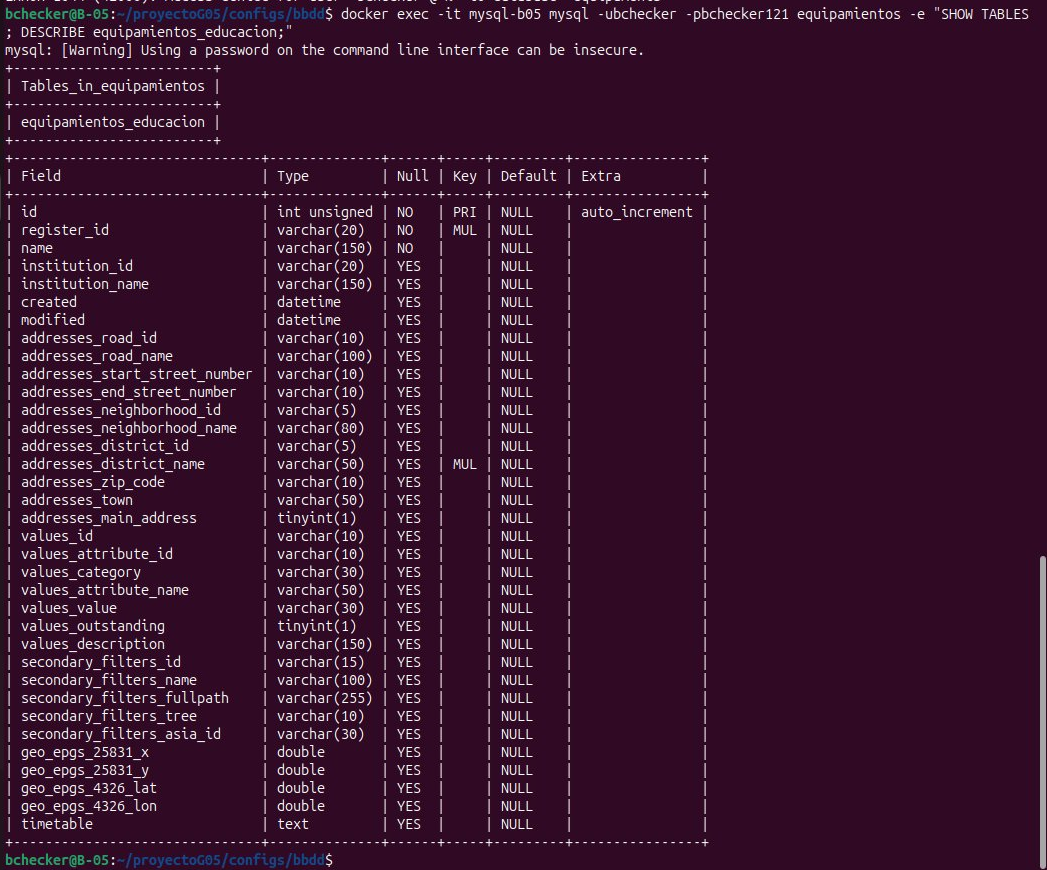 bchecker@B-05:~/proyectoG05/configs/bbdd$ docker exec -it mysql-b05 mysql -ubchecker -pbchecker121 equipamientos -e "SHOW TABLES
; DESCRIBE equipamientos_educacion;"
mysql: [Warning] Using a password on the command line interface can be insecure.
+-------------------------+
| Tables_in_equipamientos |
+-------------------------+
| equipamientos_educacion |
+-------------------------+
+-------------------------------+--------------+------+-----+---------+----------------+
| Field                         | Type         | Null | Key | Default | Extra          |
+-------------------------------+--------------+------+-----+---------+----------------+
| id                            | int unsigned | NO   | PRI | NULL    | auto_increment |
| register_id                   | varchar(20)  | NO   | MUL | NULL    |                |
| name                          | varchar(150) | NO   |     | NULL    |                |
| institution_id                | varchar(20)  | YES  |     | NULL    |                |
| institution_name              | varchar(150) | YES  |     | NULL    |                |
| created                       | datetime     | YES  |     | NULL    |                |
| modified                      | datetime     | YES  |     | NULL    |                |
| addresses_road_id             | varchar(10)  | YES  |     | NULL    |                |
| addresses_road_name           | varchar(100) | YES  |     | NULL    |                |
| addresses_start_street_number | varchar(10)  | YES  |     | NULL    |                |
| addresses_end_street_number   | varchar(10)  | YES  |     | NULL    |                |
| addresses_neighborhood_id     | varchar(5)   | YES  |     | NULL    |                |
| addresses_neighborhood_name   | varchar(80)  | YES  |     | NULL    |                |
| addresses_district_id         | varchar(5)   | YES  |     | NULL    |                |
| addresses_district_name       | varchar(50)  | YES  | MUL | NULL    |                |
| addresses_zip_code            | varchar(10)  | YES  |     | NULL    |                |
| addresses_town                | varchar(50)  | YES  |     | NULL    |                |
| addresses_main_address        | tinyint(1)   | YES  |     | NULL    |                |
| values_id                     | varchar(10)  | YES  |     | NULL    |                |
| values_attribute_id           | varchar(10)  | YES  |     | NULL    |                |
| values_category               | varchar(30)  | YES  |     | NULL    |                |
| values_attribute_name         | varchar(50)  | YES  |     | NULL    |                |
| values_value                  | varchar(30)  | YES  |     | NULL    |                |
| values_outstanding            | tinyint(1)   | YES  |     | NULL    |                |
| values_description            | varchar(150) | YES  |     | NULL    |                |
| secondary_filters_id          | varchar(15)  | YES  |     | NULL    |                |
| secondary_filters_name        | varchar(100) | YES  |     | NULL    |                |
| secondary_filters_fullpath    | varchar(255) | YES  |     | NULL    |                |
| secondary_filters_tree        | varchar(10)  | YES  |     | NULL    |                |
| secondary_filters_asia_id     | varchar(30)  | YES  |     | NULL    |                |
| geo_epgs_25831_x              | double       | YES  |     | NULL    |                |
| geo_epgs_25831_y              | double       | YES  |     | NULL    |                |
| geo_epgs_4326_lat             | double       | YES  |     | NULL    |                |
| geo_epgs_4326_lon             | double       | YES  |     | NULL    |                |
| timetable                     | text         | YES  |     | NULL    |                |
+-------------------------------+--------------+------+-----+---------+----------------+
bchecker@B-05:~/proyectoG05/configs/bbdd$